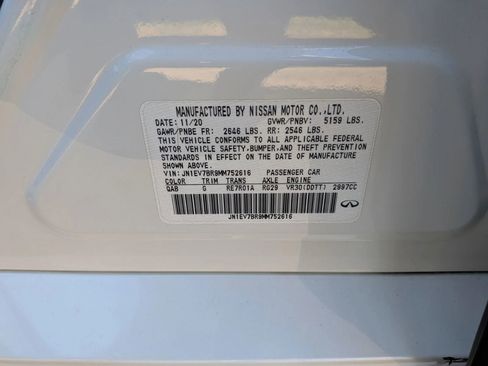 MANUFACTURED BY NISSAN MOTOR CO.,LTD.
DATE: 11/20 GVWR/PNBV: 5159 LBS.
GAWR/PNBE FR: 2646 LBS. RR: 2546 LBS.
THIS VEHICLE CONFORMS TO ALL APPLICABLE FEDERAL
MOTOR VEHICLE SAFETY,BUMPER,AND THEFT PREVENTION
STANDARDS IN EFFECT ON THE DATE OF MANUFACTURE
SHOWN ABOVE.
VIN: JN1EV7BR9MM752616 PASSENGER CAR
COLOR TRIM TRANS AXLE ENGINE
QAB G RE7R01A RG29 VR30(DDTT) 2997CC
JN1EV7BR9MM752616